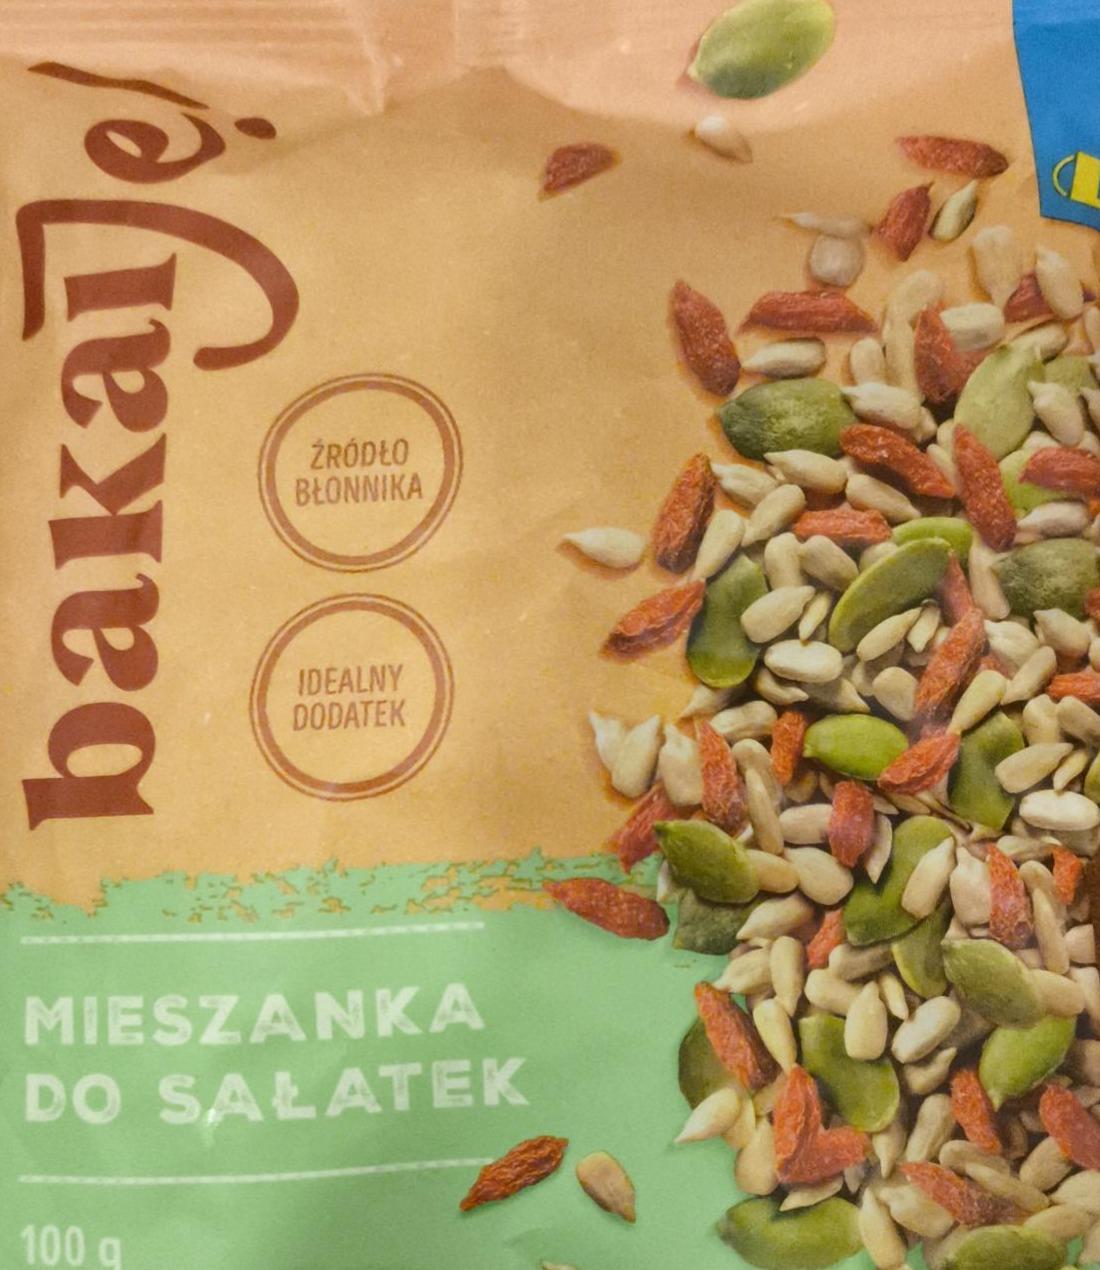 bakaJe!
ŹRÓDŁO
BŁONNIKA
IDEALNY
DODATEK
MIESZANKA
DO SAŁATEK
100 g